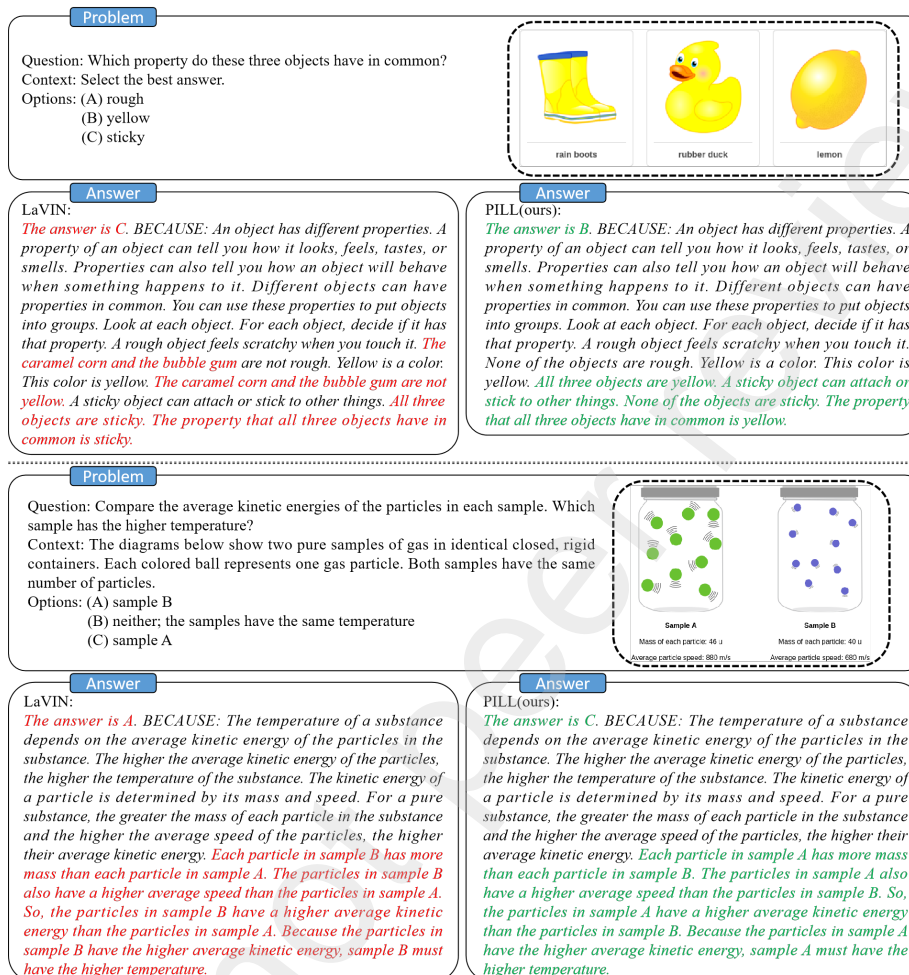 Problem
Question: Which property do these three objects have in common?
Context: Select the best answer.
Options: (A) rough
(B) yellow
(C) sticky
rain boots
rubber duck
lemon
Answer
LaVIN:
The answer is C. BECAUSE: An object has different properties. A
property of an object can tell you how it looks, feels, tastes, or
smells. Properties can also tell you how an object will behave
when something happens to it. Different objects can have
properties in common. You can use these properties to put objects
into groups. Look at each object. For each object, decide if it has
that property. A rough object feels scratchy when you touch it. The
caramel corn and the bubble gum are not rough. Yellow is a color.
This color is yellow. The caramel corn and the bubble gum are not
yellow. A sticky object can attach or stick to other things. All three
objects are sticky. The property that all three objects have in
common is sticky.
Answer
PILL(ours):
The answer is B. BECAUSE: An object has different properties. A
property of an object can tell you how it looks, feels, tastes, or
smells. Properties can also tell you how an object will behave
when something happens to it. Different objects can have
properties in common. You can use these properties to put objects
into groups. Look at each object. For each object, decide if it has
that property. A rough object feels scratchy when you touch it.
None of the objects are rough. Yellow is a color. This color is
yellow. All three objects are yellow. A sticky object can attach or
stick to other things. None of the objects are sticky. The property
that all three objects have in common is yellow.
Problem
Question: Compare the average kinetic energies of the particles in each sample. Which
sample has the higher temperature?
Context: The diagrams below show two pure samples of gas in identical closed, rigid
containers. Each colored ball represents one gas particle. Both samples have the same
number of particles.
Options: (A) sample B
(B) neither; the samples have the same temperature
(C) sample A
Sample A
Mass of each particle: 46 u
Average particle speed: 880 m/s
Sample B
Mass of each particle: 40 u
Average particle speed: 680 m/s
Answer
LaVIN:
The answer is A. BECAUSE: The temperature of a substance
depends on the average kinetic energy of the particles in the
substance. The higher the average kinetic energy of the particles,
the higher the temperature of the substance. The kinetic energy of
a particle is determined by its mass and speed. For a pure
substance, the greater the mass of each particle in the substance
and the higher the average speed of the particles, the higher
their average kinetic energy. Each particle in sample B has more
mass than each particle in sample A. The particles in sample B
also have a higher average speed than the particles in sample A.
So, the particles in sample B have a higher average kinetic
energy than the particles in sample A. Because the particles in
sample B have the higher average kinetic energy, sample B must
have the higher temperature.
Answer
PILL(ours):
The answer is C. BECAUSE: The temperature of a substance
depends on the average kinetic energy of the particles in the
substance. The higher the average kinetic energy of the particles,
the higher the temperature of the substance. The kinetic energy of
a particle is determined by its mass and speed. For a pure
substance, the greater the mass of each particle in the substance
and the higher the average speed of the particles, the higher their
average kinetic energy. Each particle in sample A has more mass
than each particle in sample B. The particles in sample A also
have a higher average speed than the particles in sample B. So,
the particles in sample A have a higher average kinetic energy
than the particles in sample B. Because the particles in sample A
have the higher average kinetic energy, sample A must have the
higher temperature.
peer review